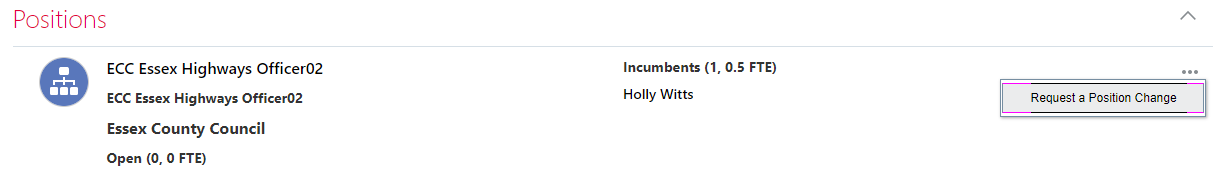 Positions
ECC Essex Highways Officer02
ECC Essex Highways Officer02
Essex County Council
Open (0, 0 FTE)
Incumbents (1, 0.5 FTE)
Holly Witts
Request a Position Change